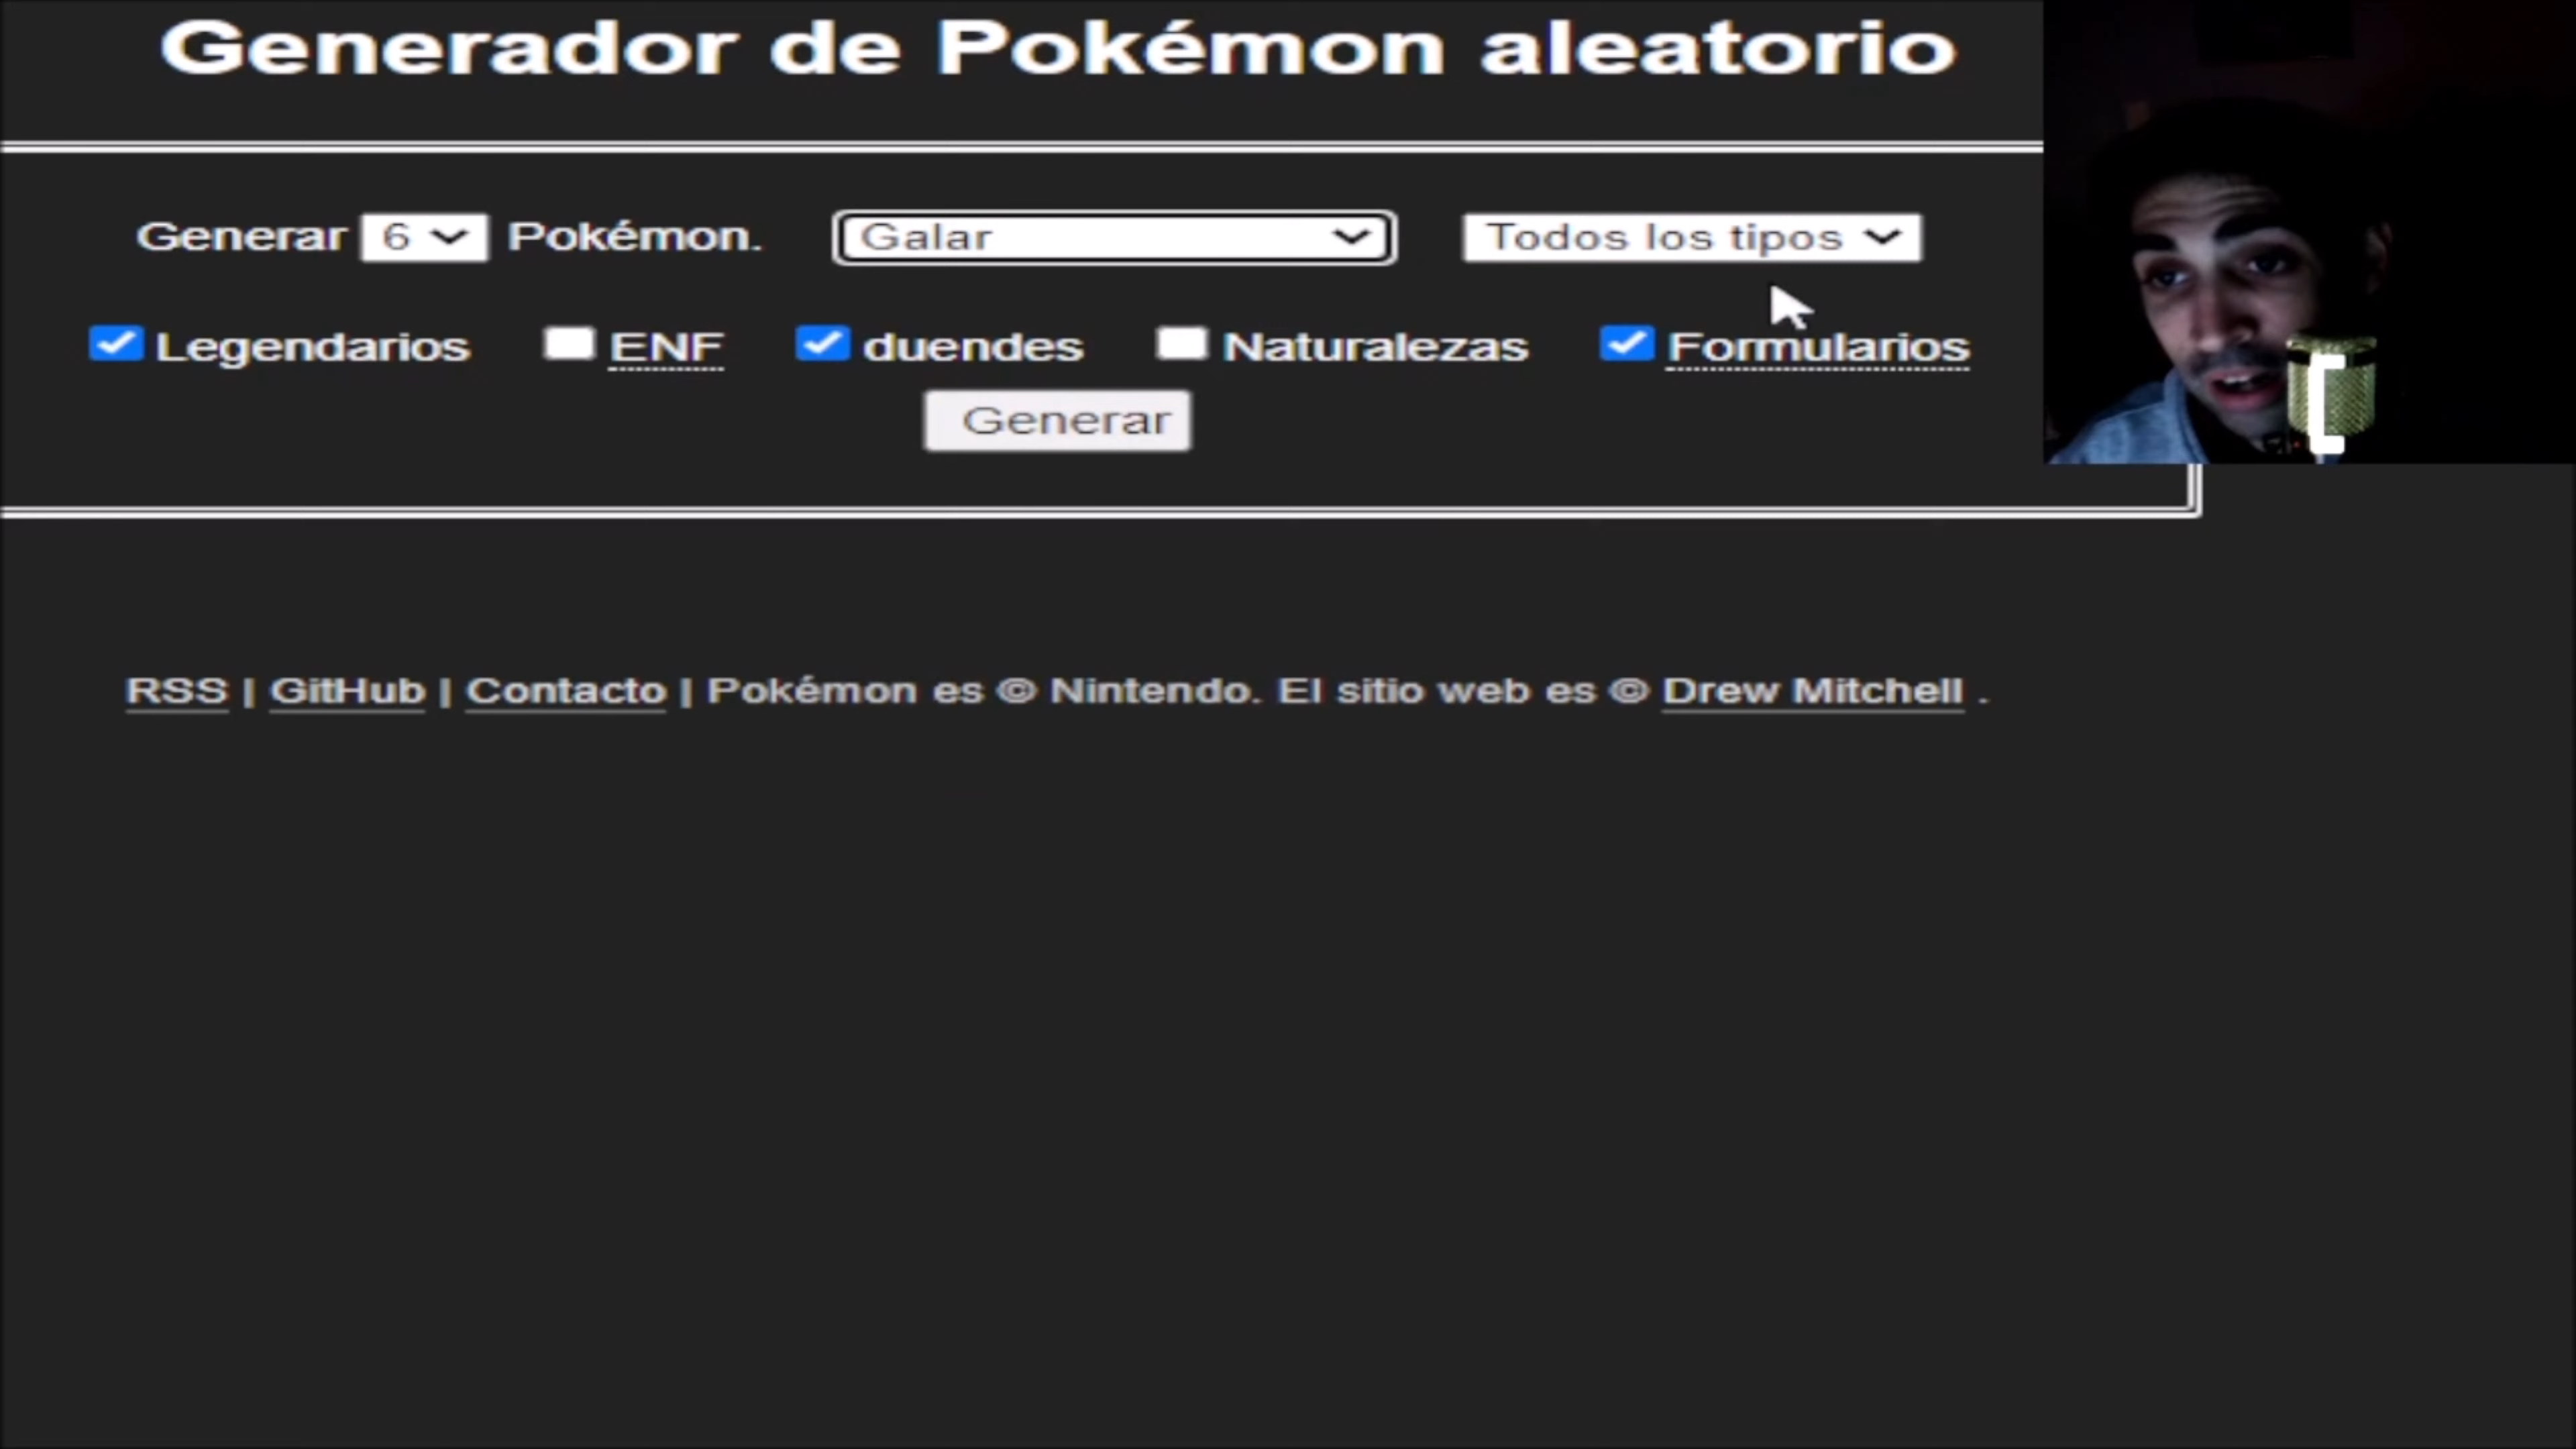 Generador de Pokémon aleatorio
Generar 6 Pokémon. Galar Todos los tipos
Legendarios ENF duendes Naturalezas Formularios
Generar
RSS | GitHub | Contacto | Pokémon es © Nintendo. El sitio web es © Drew Mitchell .